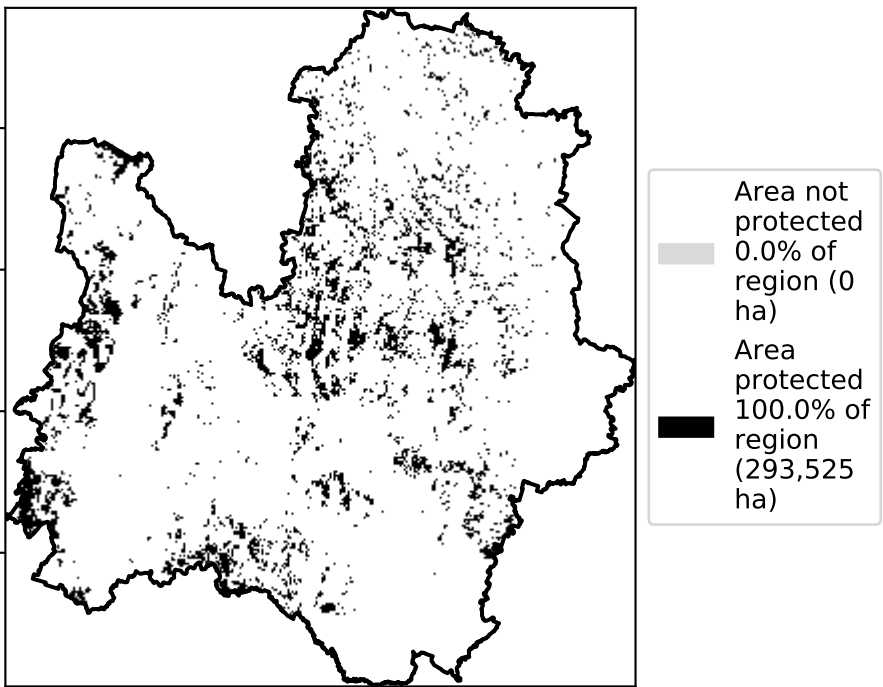 Area not
protected
0.0% of
region (0
ha)
Area
protected
100.0% of
region
(293,525
ha)